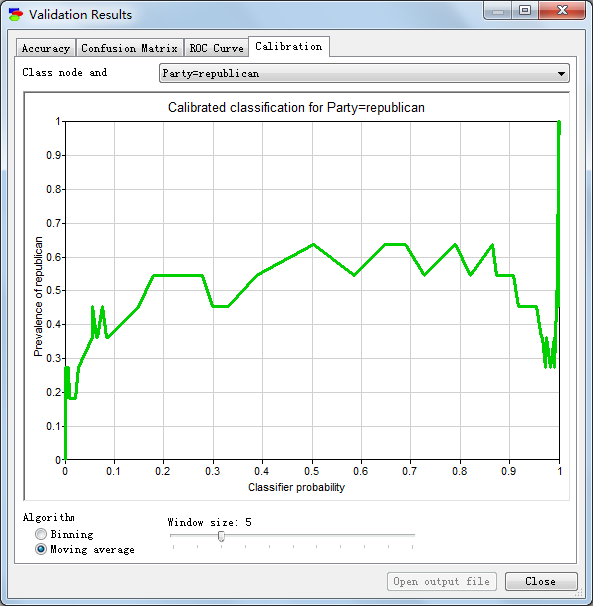 Validation Results
Accuracy Confusion Matrix ROC Curve Calibration
Class node and Party=republican
Calibrated classification for Party=republican
Prevalence of republican
1
0.9
0.8
0.7
0.6
0.5
0.4
0.3
0.2
0.1
0
0 0.1 0.2 0.3 0.4 0.5 0.6 0.7 0.8 0.9 1
Classifier probability
Algorithm
Window size: 5
Binning
Moving average
Open output file Close